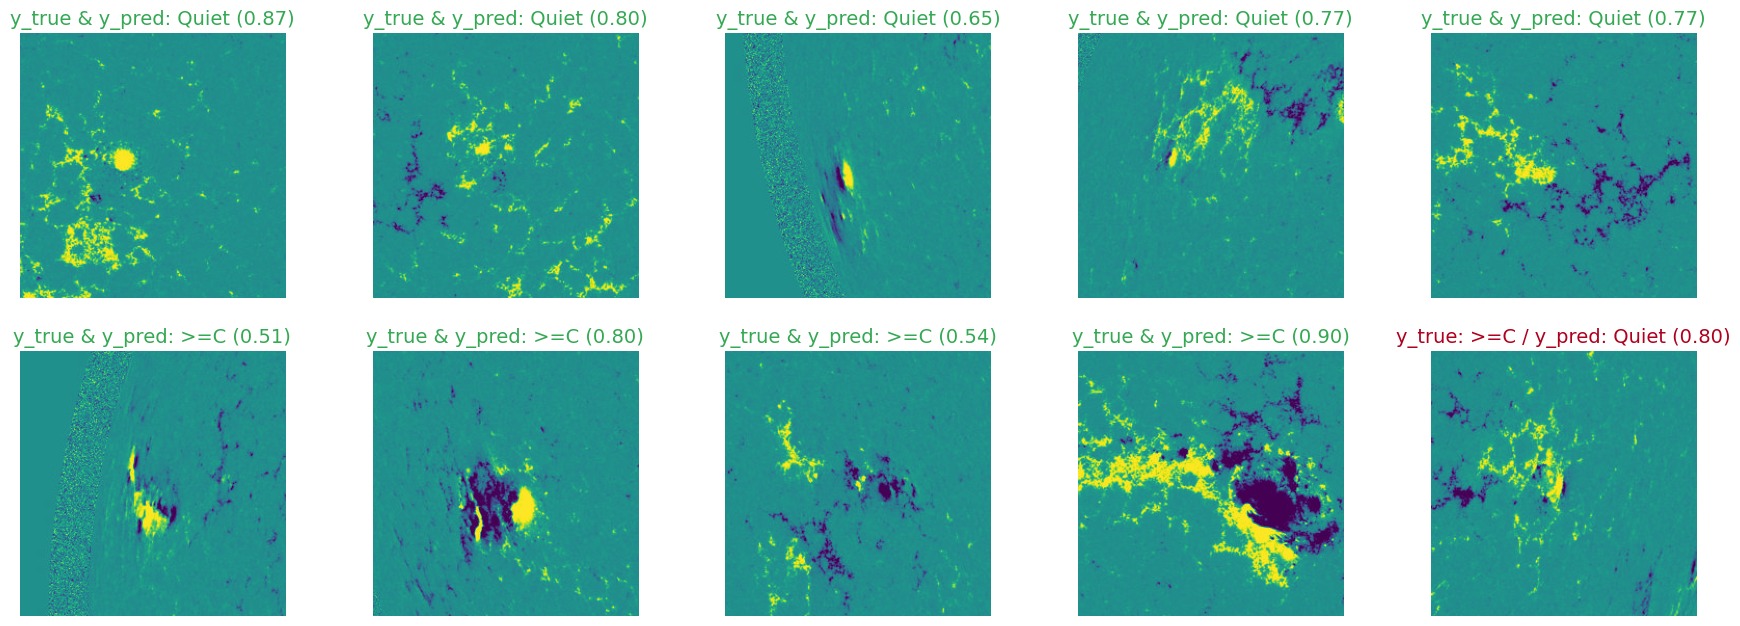 y_true & y_pred: Quiet (0.87)
y_true & y_pred: Quiet (0.80)
y_true & y_pred: Quiet (0.65)
y_true & y_pred: Quiet (0.77)
y_true & y_pred: Quiet (0.77)
y_true & y_pred: >=C (0.51)
y_true & y_pred: >=C (0.80)
y_true & y_pred: >=C (0.54)
y_true & y_pred: >=C (0.90)
y_true: >=C / y_pred: Quiet (0.80)